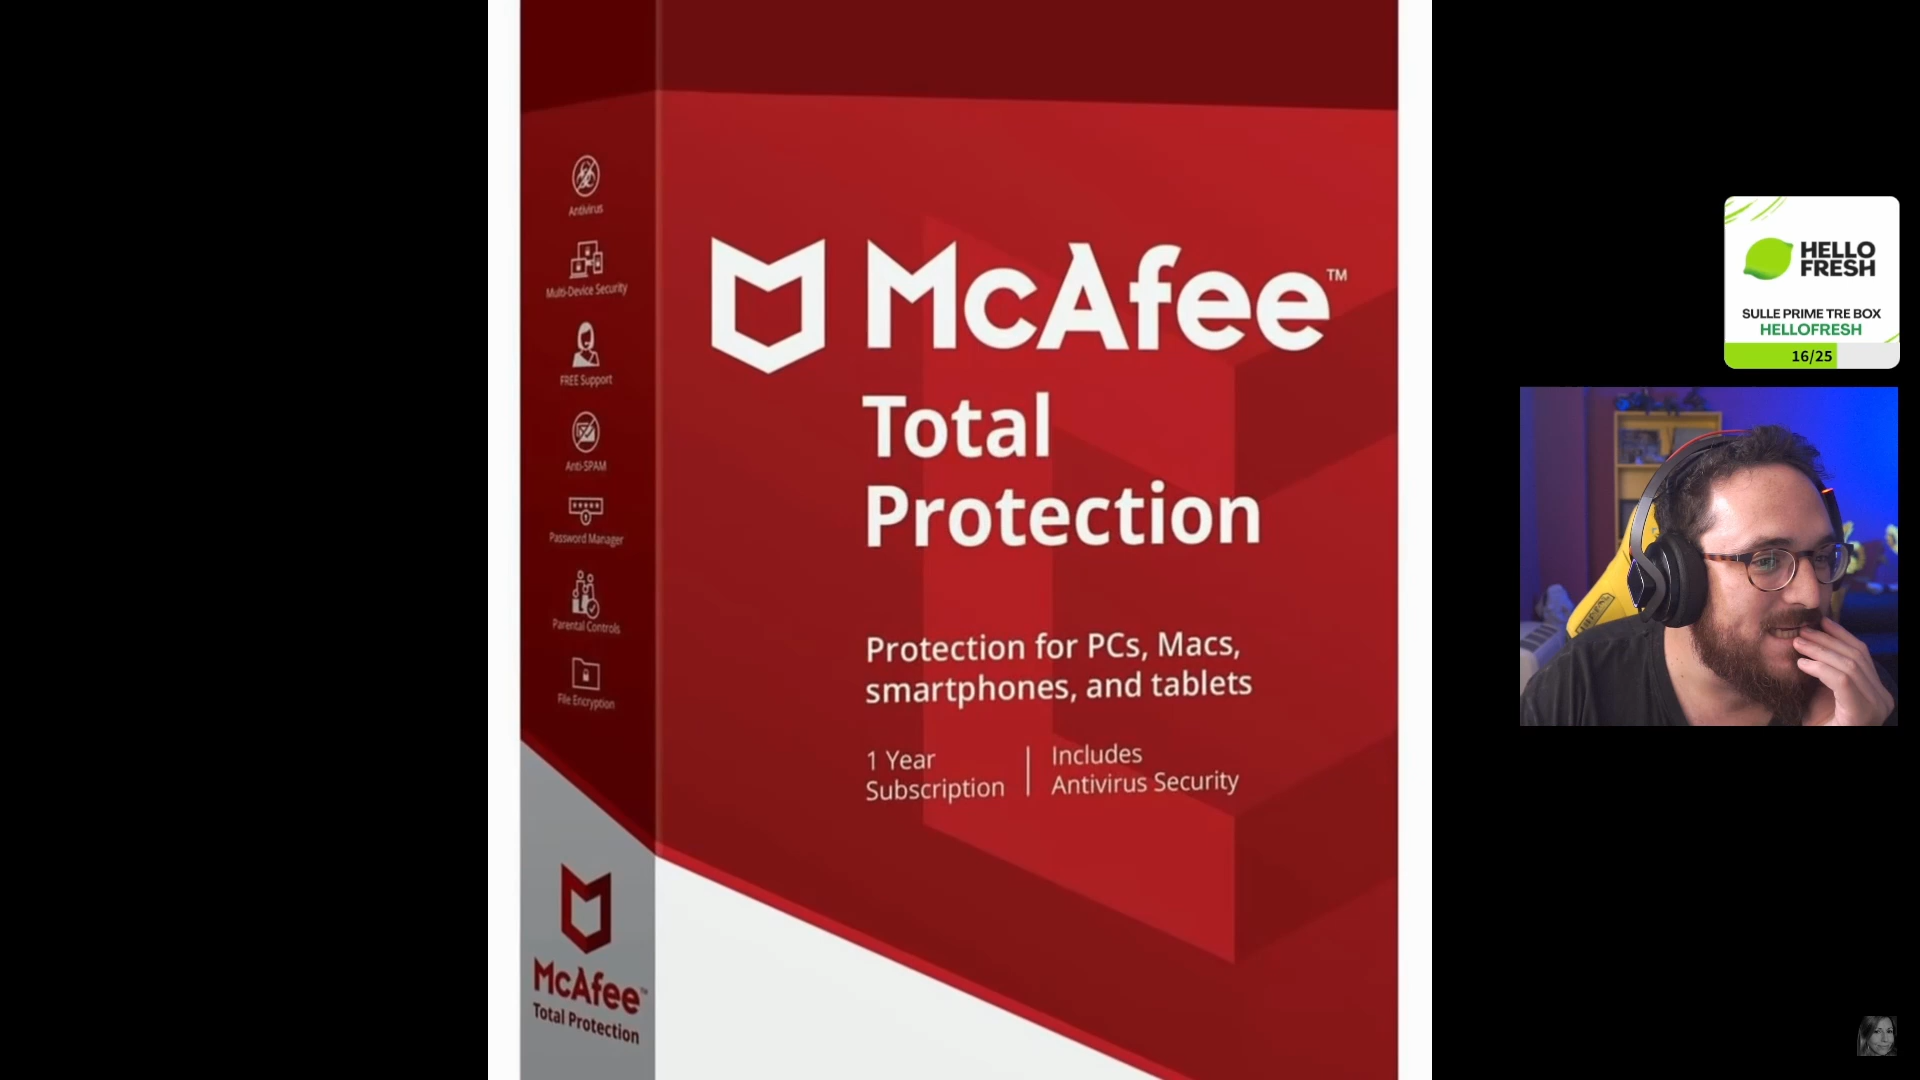 Antivirus
Multi-Device Security
FREE Support
Anti-SPAM
Password Manager
Parental Controls
File Encryption
McAfee™
Total Protection
McAfee™
Total
Protection
Protection for PCs, Macs,
smartphones, and tablets
1 Year
Subscription
Includes
Antivirus Security
HELLO
FRESH
SULLE PRIME TRE BOX
HELLOFRESH
16/25